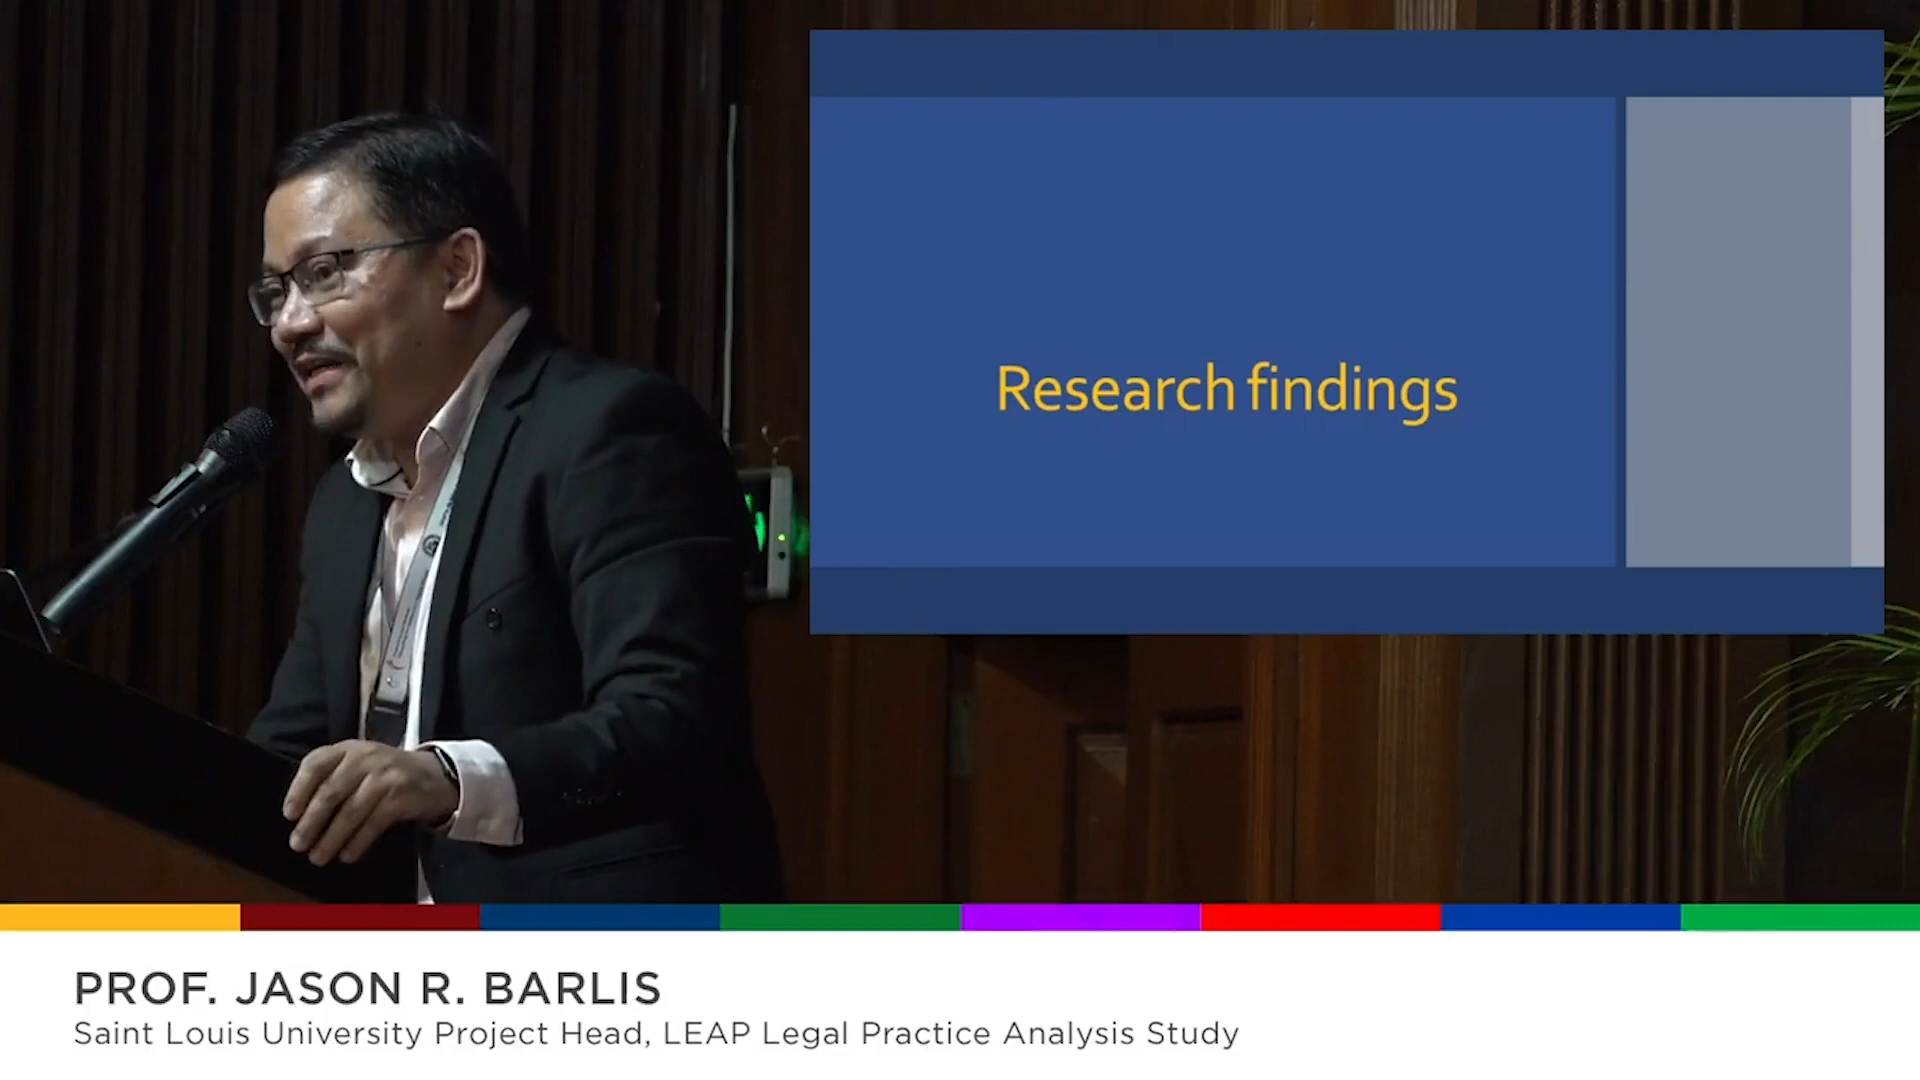 Research findings
PROF. JASON R. BARLIS
Saint Louis University Project Head, LEAP Legal Practice Analysis Study